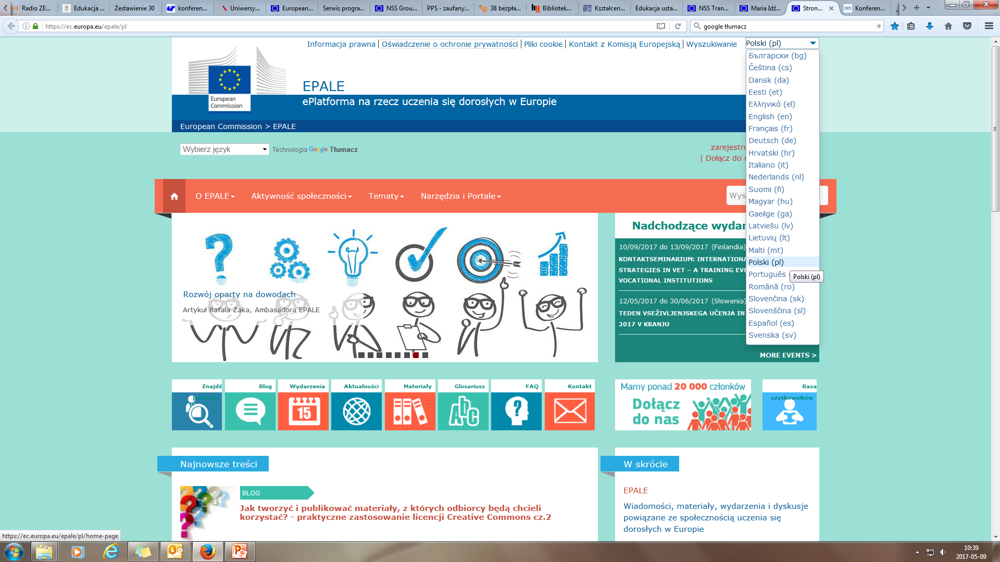 Radio ZE...
Edukacja ...
Zestawienie 30
konferen...
Uniwersy...
European...
Serwis progra...
NSS Grou...
PPS - zaufany...
38 bezpła...
Bibliotek...
Kształcen...
Edukacja usta...
NSS Tran...
Maria Idź...
Stron...
Konferen...
https://ec.europa.eu/epale/pl
google tłumacz
Informacja prawna | Oświadczenie o ochronie prywatności | Pliki cookie | Kontakt z Komisją Europejską | Wyszukiwanie
Polski (pl)
Български (bg)
Čeština (cs)
Dansk (da)
Eesti (et)
Ελληνικά (el)
English (en)
Français (fr)
Deutsch (de)
Hrvatski (hr)
Italiano (it)
Nederlands (nl)
Suomi (fi)
Magyar (hu)
Gaeilge (ga)
Latviešu (lv)
Lietuvių (lt)
Malti (mt)
Polski (pl)
Português
Polski (pl)
Română (ro)
Slovenčina (sk)
Slovenščina (sl)
Español (es)
Svenska (sv)
European
Commission
EPALE
ePlatforma na rzecz uczenia się dorosłych w Europie
European Commission > EPALE
Wybierz język
Technologia Google Tłumacz
zarejestru
| Dołącz do
O EPALE
Aktywność społeczności
Tematy
Narzędzia i Portale
Wys
Rozwój oparty na dowodach
Artykuł Rafała Żaka, Ambasadora EPALE
Nadchodzące wydar
10/09/2017 do 13/09/2017 (Finlandia)
KONTAKTSEMINARIUM: INTERNATIONA
STRATEGIES IN VET – A TRAINING EVE
VOCATIONAL INSTITUTIONS
12/05/2017 do 30/06/2017 (Słowenia)
TEDEN VSEŽIVLJENJSKEGA UČENJA IN
2017 V KRANJU
MORE EVENTS >
Znajdź
partnera
Blog
Wydarzenia
15
Aktualności
Materiały
Glosariusz
Abc
FAQ
?
Kontakt
Mamy ponad 20 000 członków
Dołącz
do nas
Baza
użytkowników
Najnowsze treści
BLOG
Jak tworzyć i publikować materiały, z których odbiorcy będą chcieli
korzystać? - praktyczne zastosowanie licencji Creative Commons cz.2
W skrócie
EPALE
Wiadomości, materiały, wydarzenia i dyskusje
powiązane ze społecznością uczenia się
dorosłych w Europie
https://ec.europa.eu/epale/pl/home-page
10:39
2017-05-09